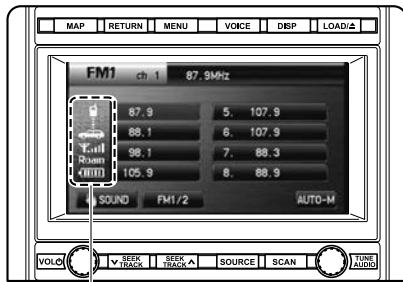 MAP RETURN MENU VOICE DISP LOAD/⏏
FM1 ch 1 87.9MHz
87.9 5. 107.9
88.1 6. 107.9
98.1 7. 88.3
Roam
105.9 8. 88.9
SOUND FM1/2 AUTO-M
VOL SEEK TRACK SEEK TRACK SOURCE SCAN TUNE AUDIO